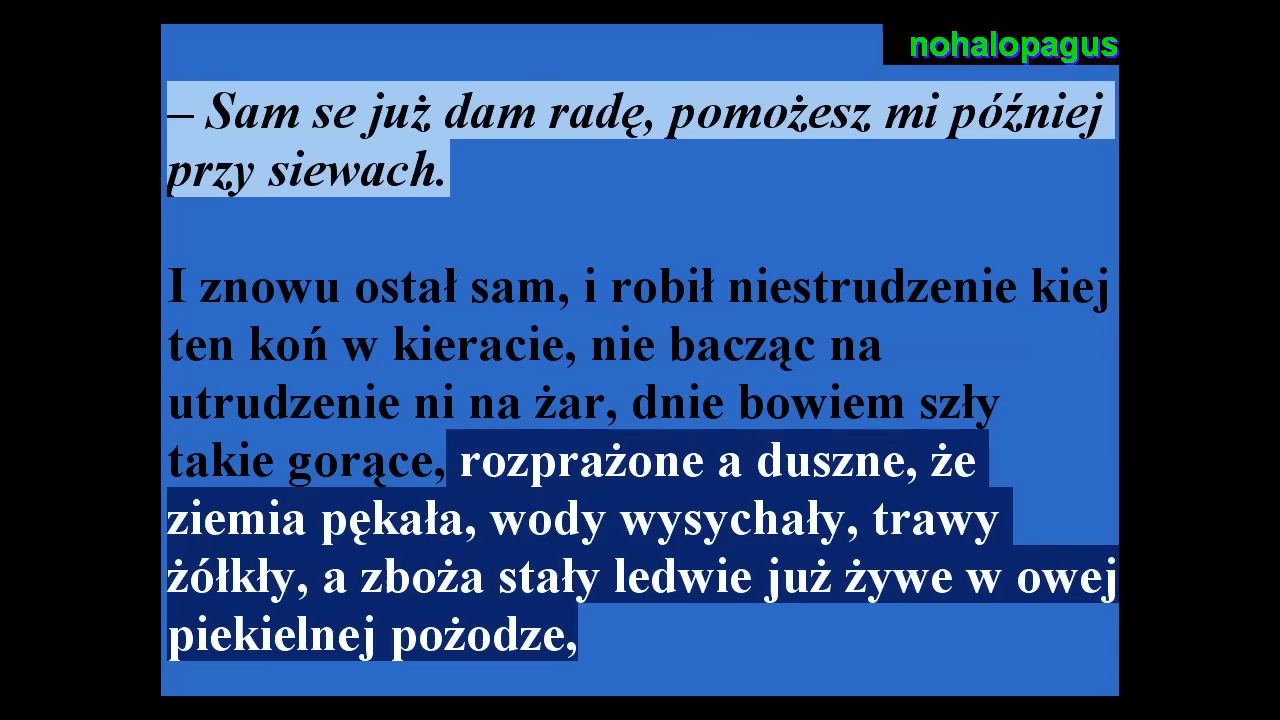 nohalopagus
– Sam se już dam radę, pomożesz mi później
przy siewach.
I znowu ostał sam, i robił niestrudzenie kiej
ten koń w kieracie, nie bacząc na
utrudzenie ni na żar, dnie bowiem szły
takie gorące, rozprażone a duszne, że
ziemia pękała, wody wysychały, trawy
żółkły, a zboża stały ledwie już żywe w owej
piekielnej pożodze,